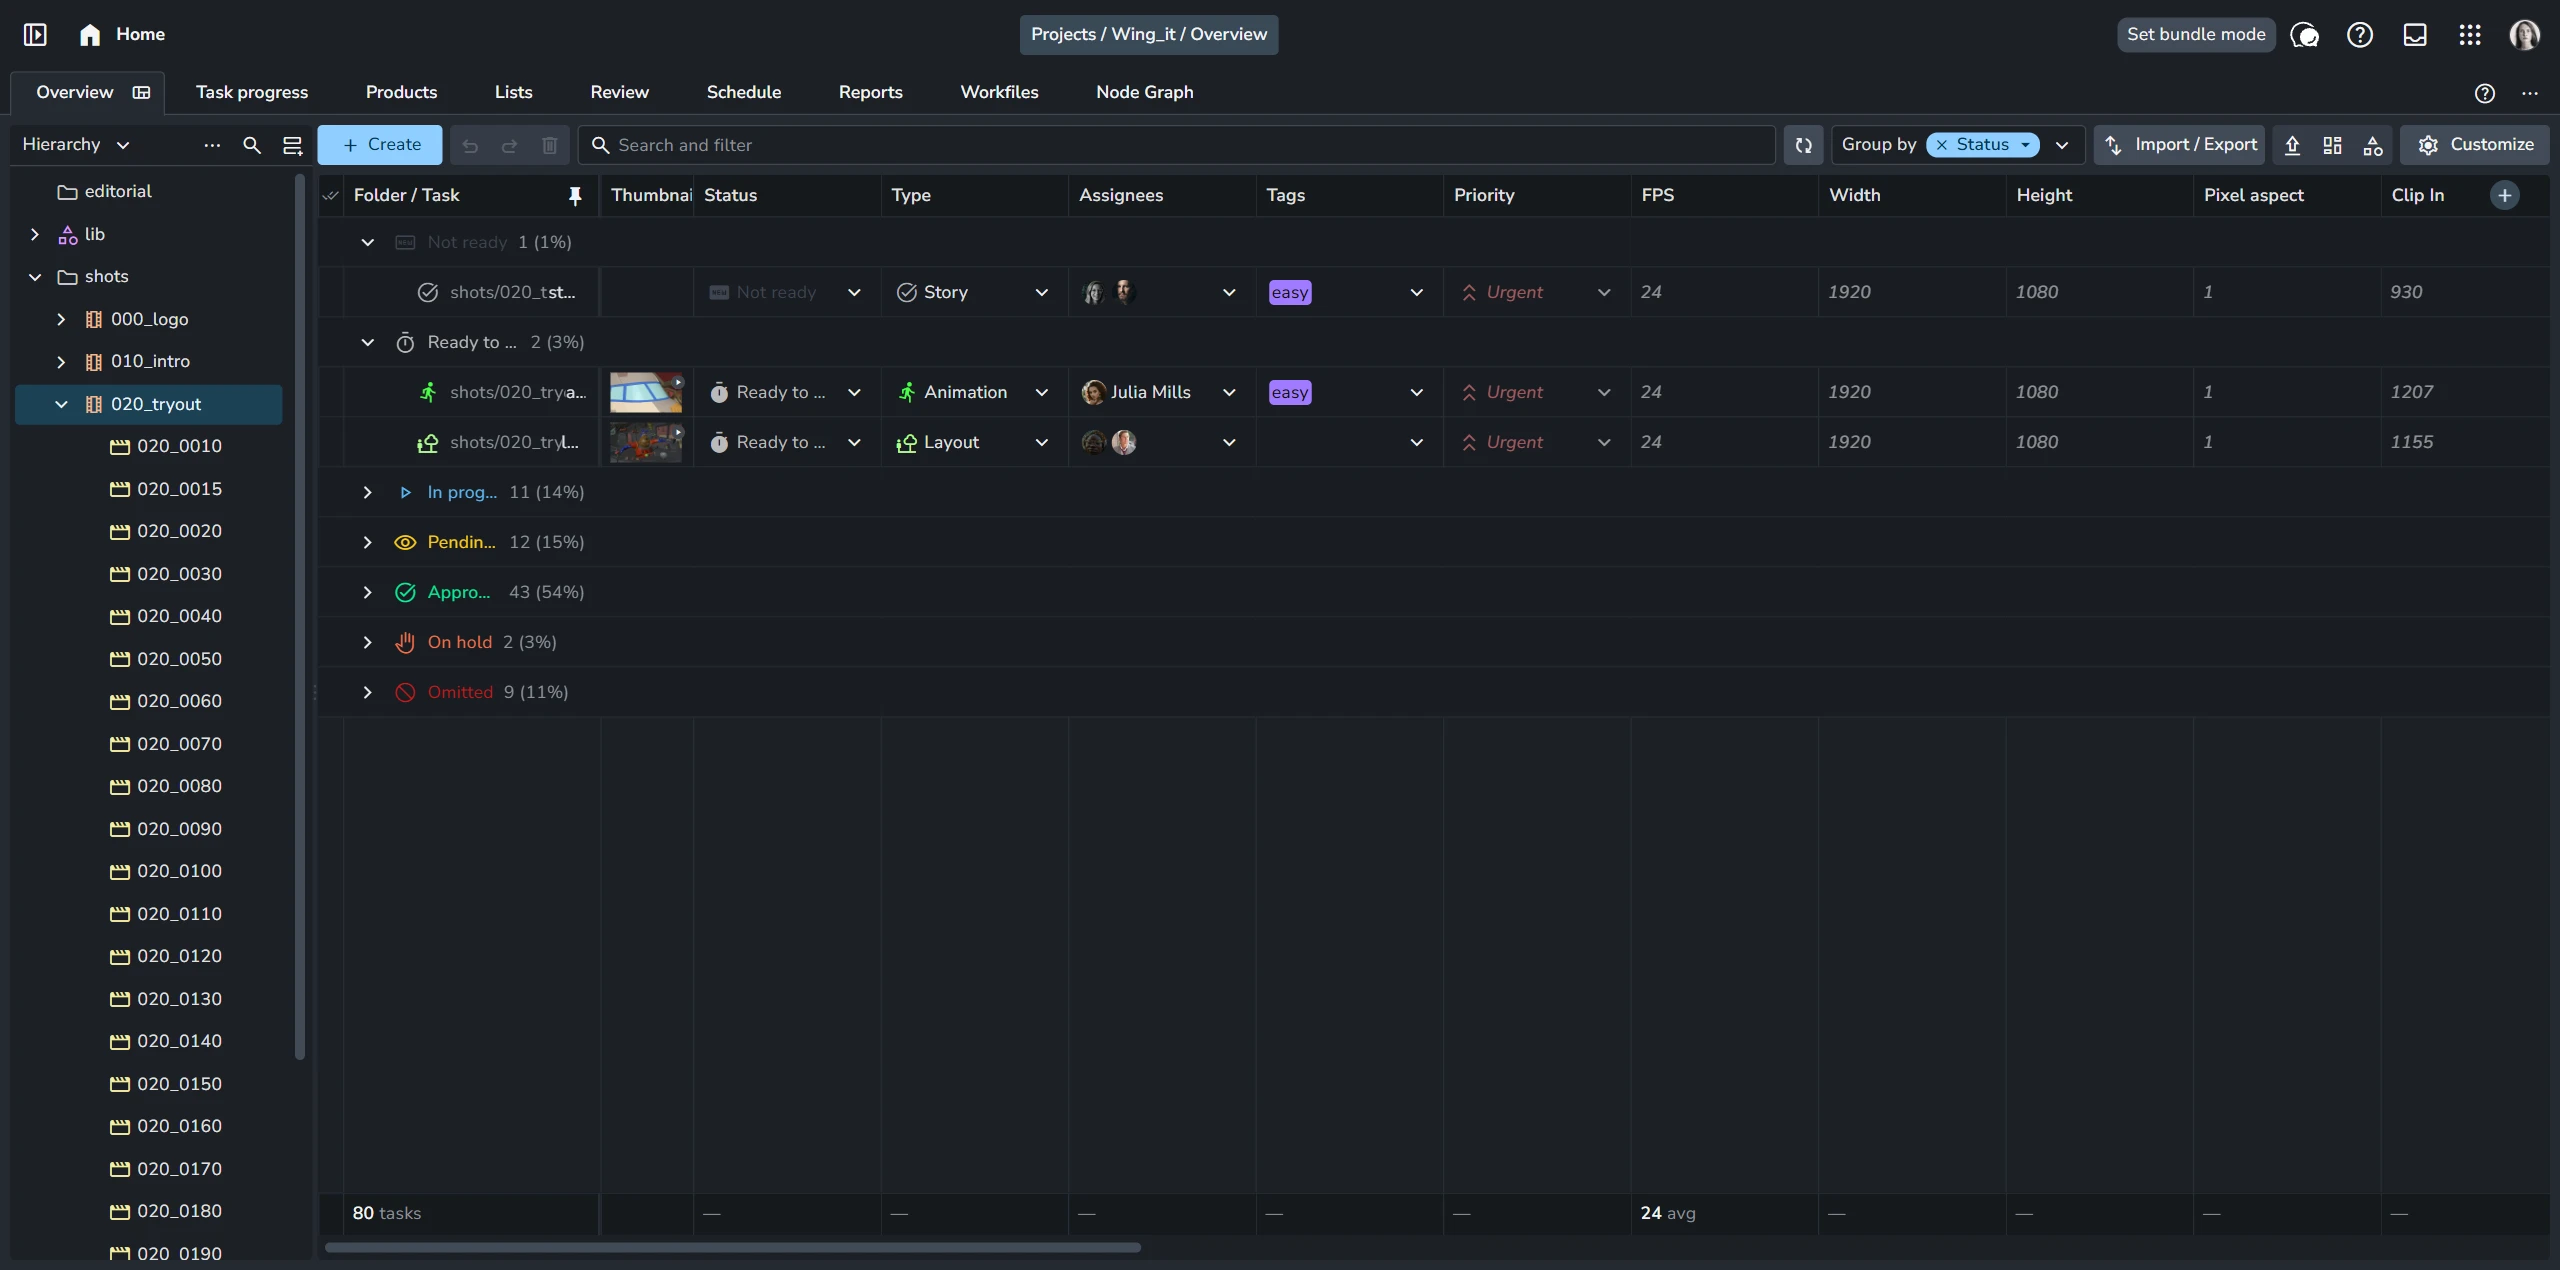 Home
Projects / Wing_it / Overview
Set bundle mode
Overview
Task progress
Products
Lists
Review
Schedule
Reports
Workfiles
Node Graph
Hierarchy
Create
Search and filter
Group by
Status
Import / Export
Customize
editorial
lib
shots
000_logo
010_intro
020_tryout
020_0010
020_0015
020_0020
020_0030
020_0040
020_0050
020_0060
020_0070
020_0080
020_0090
020_0100
020_0110
020_0120
020_0130
020_0140
020_0150
020_0160
020_0170
020_0180
020_0190
Folder / Task Thumbnai Status Type Assignees Tags Priority FPS Width Height Pixel aspect Clip In
Not ready 1 (1%)
shots/020_tst... Not ready Story easy Urgent 24 1920 1080 1 930
Ready to ... 2 (3%)
shots/020_trya... Ready to ... Animation Julia Mills easy Urgent 24 1920 1080 1 1207
shots/020_tryl... Ready to ... Layout Urgent 24 1920 1080 1 1155
In prog... 11 (14%)
Pendin... 12 (15%)
Appro... 43 (54%)
On hold 2 (3%)
Omitted 9 (11%)
80 tasks — — — — — 24 avg — — — —